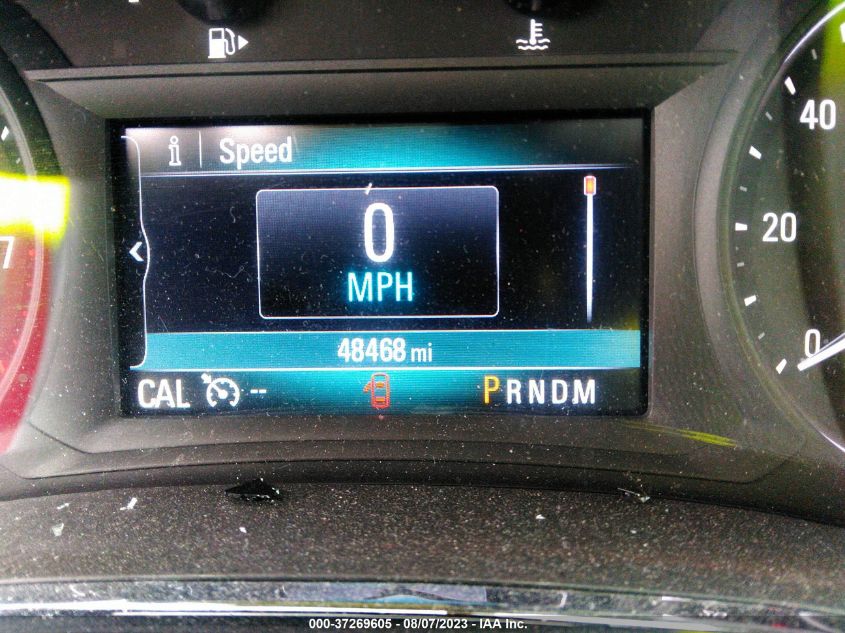 i Speed
40
0
MPH
7
20
48468 mi
0
CAL -- PRNDM
000-37269605 - 08/07/2023 - IAA Inc.